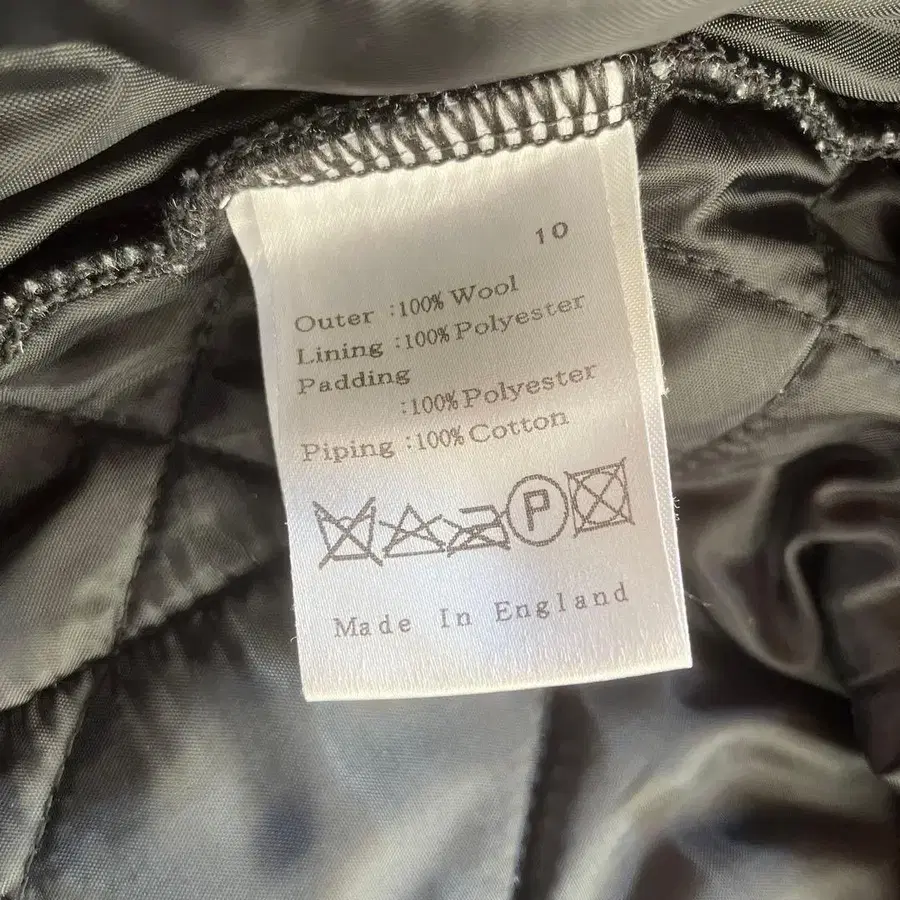 10
Outer :100% Wool
Lining :100% Polyester
Padding
:100% Polyester
Piping :100% Cotton
P
Made In England